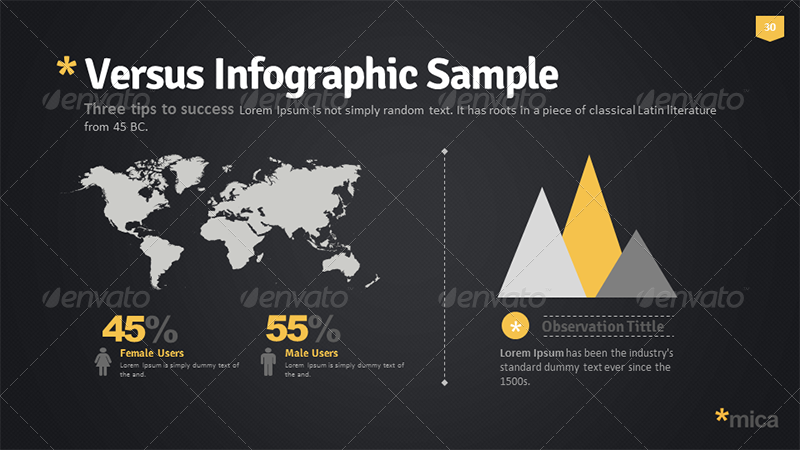 30
* Versus Infographic Sample
Three tips to success Lorem Ipsum is not simply random text. It has roots in a piece of classical Latin literature
from 45 BC.
45%
Female Users
Lorem Ipsum is simply dummy text of
the and.
55%
Male Users
Lorem Ipsum is simply dummy text of
the and.
* Observation Tittle
Lorem Ipsum has been the industry's
standard dummy text ever since the
1500s.
*mica
envato
envato
envato
envato
envato
envato
envato
envato